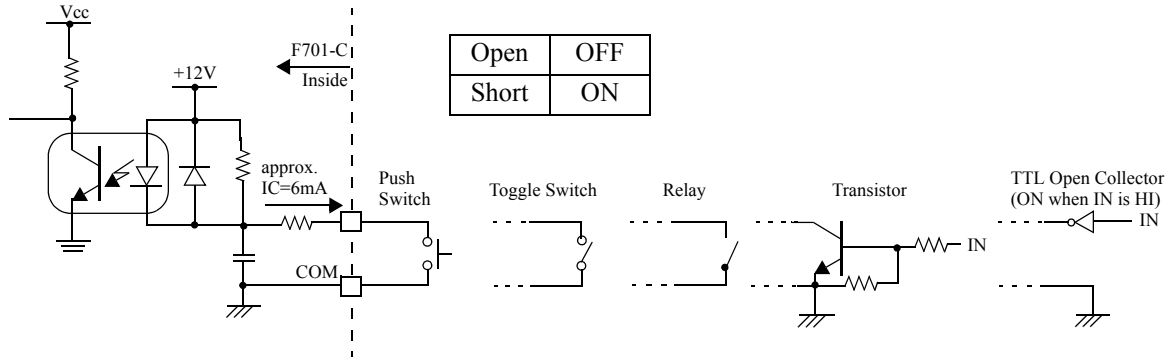 Vcc
F701-C
Inside
+12V
Open OFF
Short ON
approx.
IC=6mA
Push
Switch
Toggle Switch
Relay
Transistor
TTL Open Collector
(ON when IN is HI)
IN
IN
COM